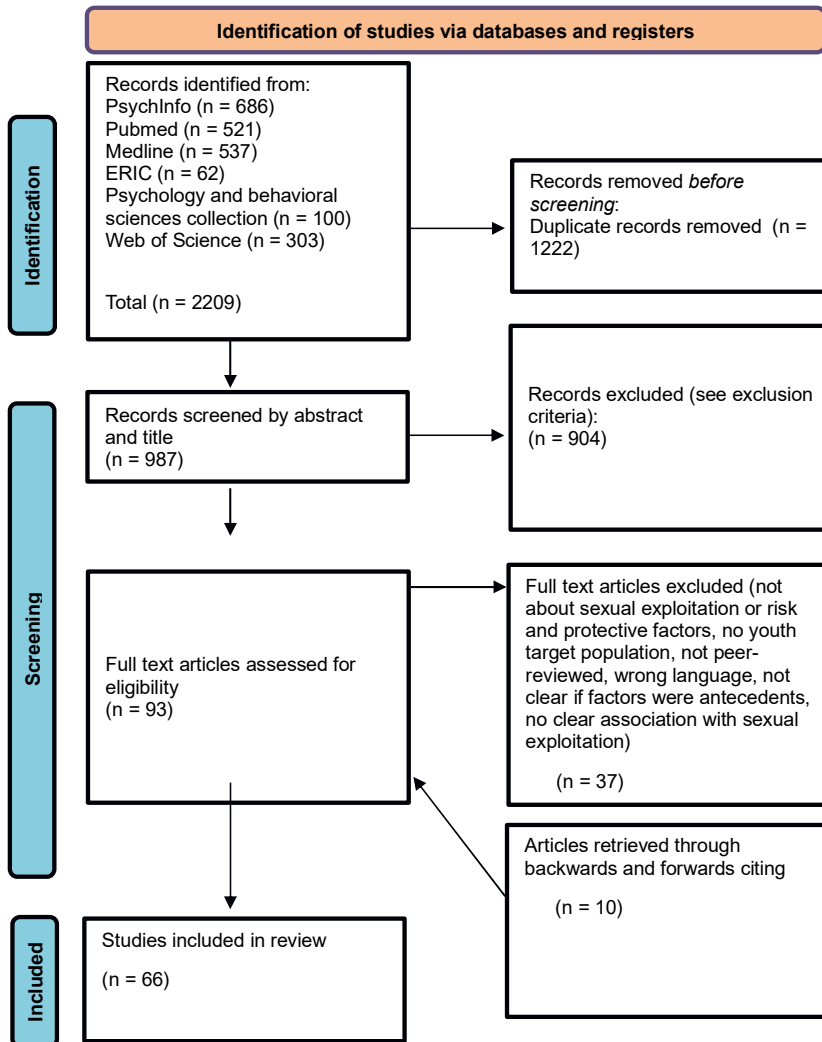 Identification of studies via databases and registers
Identification
Records identified from:
PsychInfo (n = 686)
Pubmed (n = 521)
Medline (n = 537)
ERIC (n = 62)
Psychology and behavioral
sciences collection (n = 100)
Web of Science (n = 303)
Total (n = 2209)
Records removed before
screening:
Duplicate records removed (n =
1222)
Screening
Records screened by abstract
and title
(n = 987)
Records excluded (see exclusion
criteria):
(n = 904)
Full text articles assessed for
eligibility
(n = 93)
Full text articles excluded (not
about sexual exploitation or risk
and protective factors, no youth
target population, not peer-
reviewed, wrong language, not
clear if factors were antecedents,
no clear association with sexual
exploitation)
(n = 37)
Articles retrieved through
backwards and forwards citing
(n = 10)
Included
Studies included in review
(n = 66)